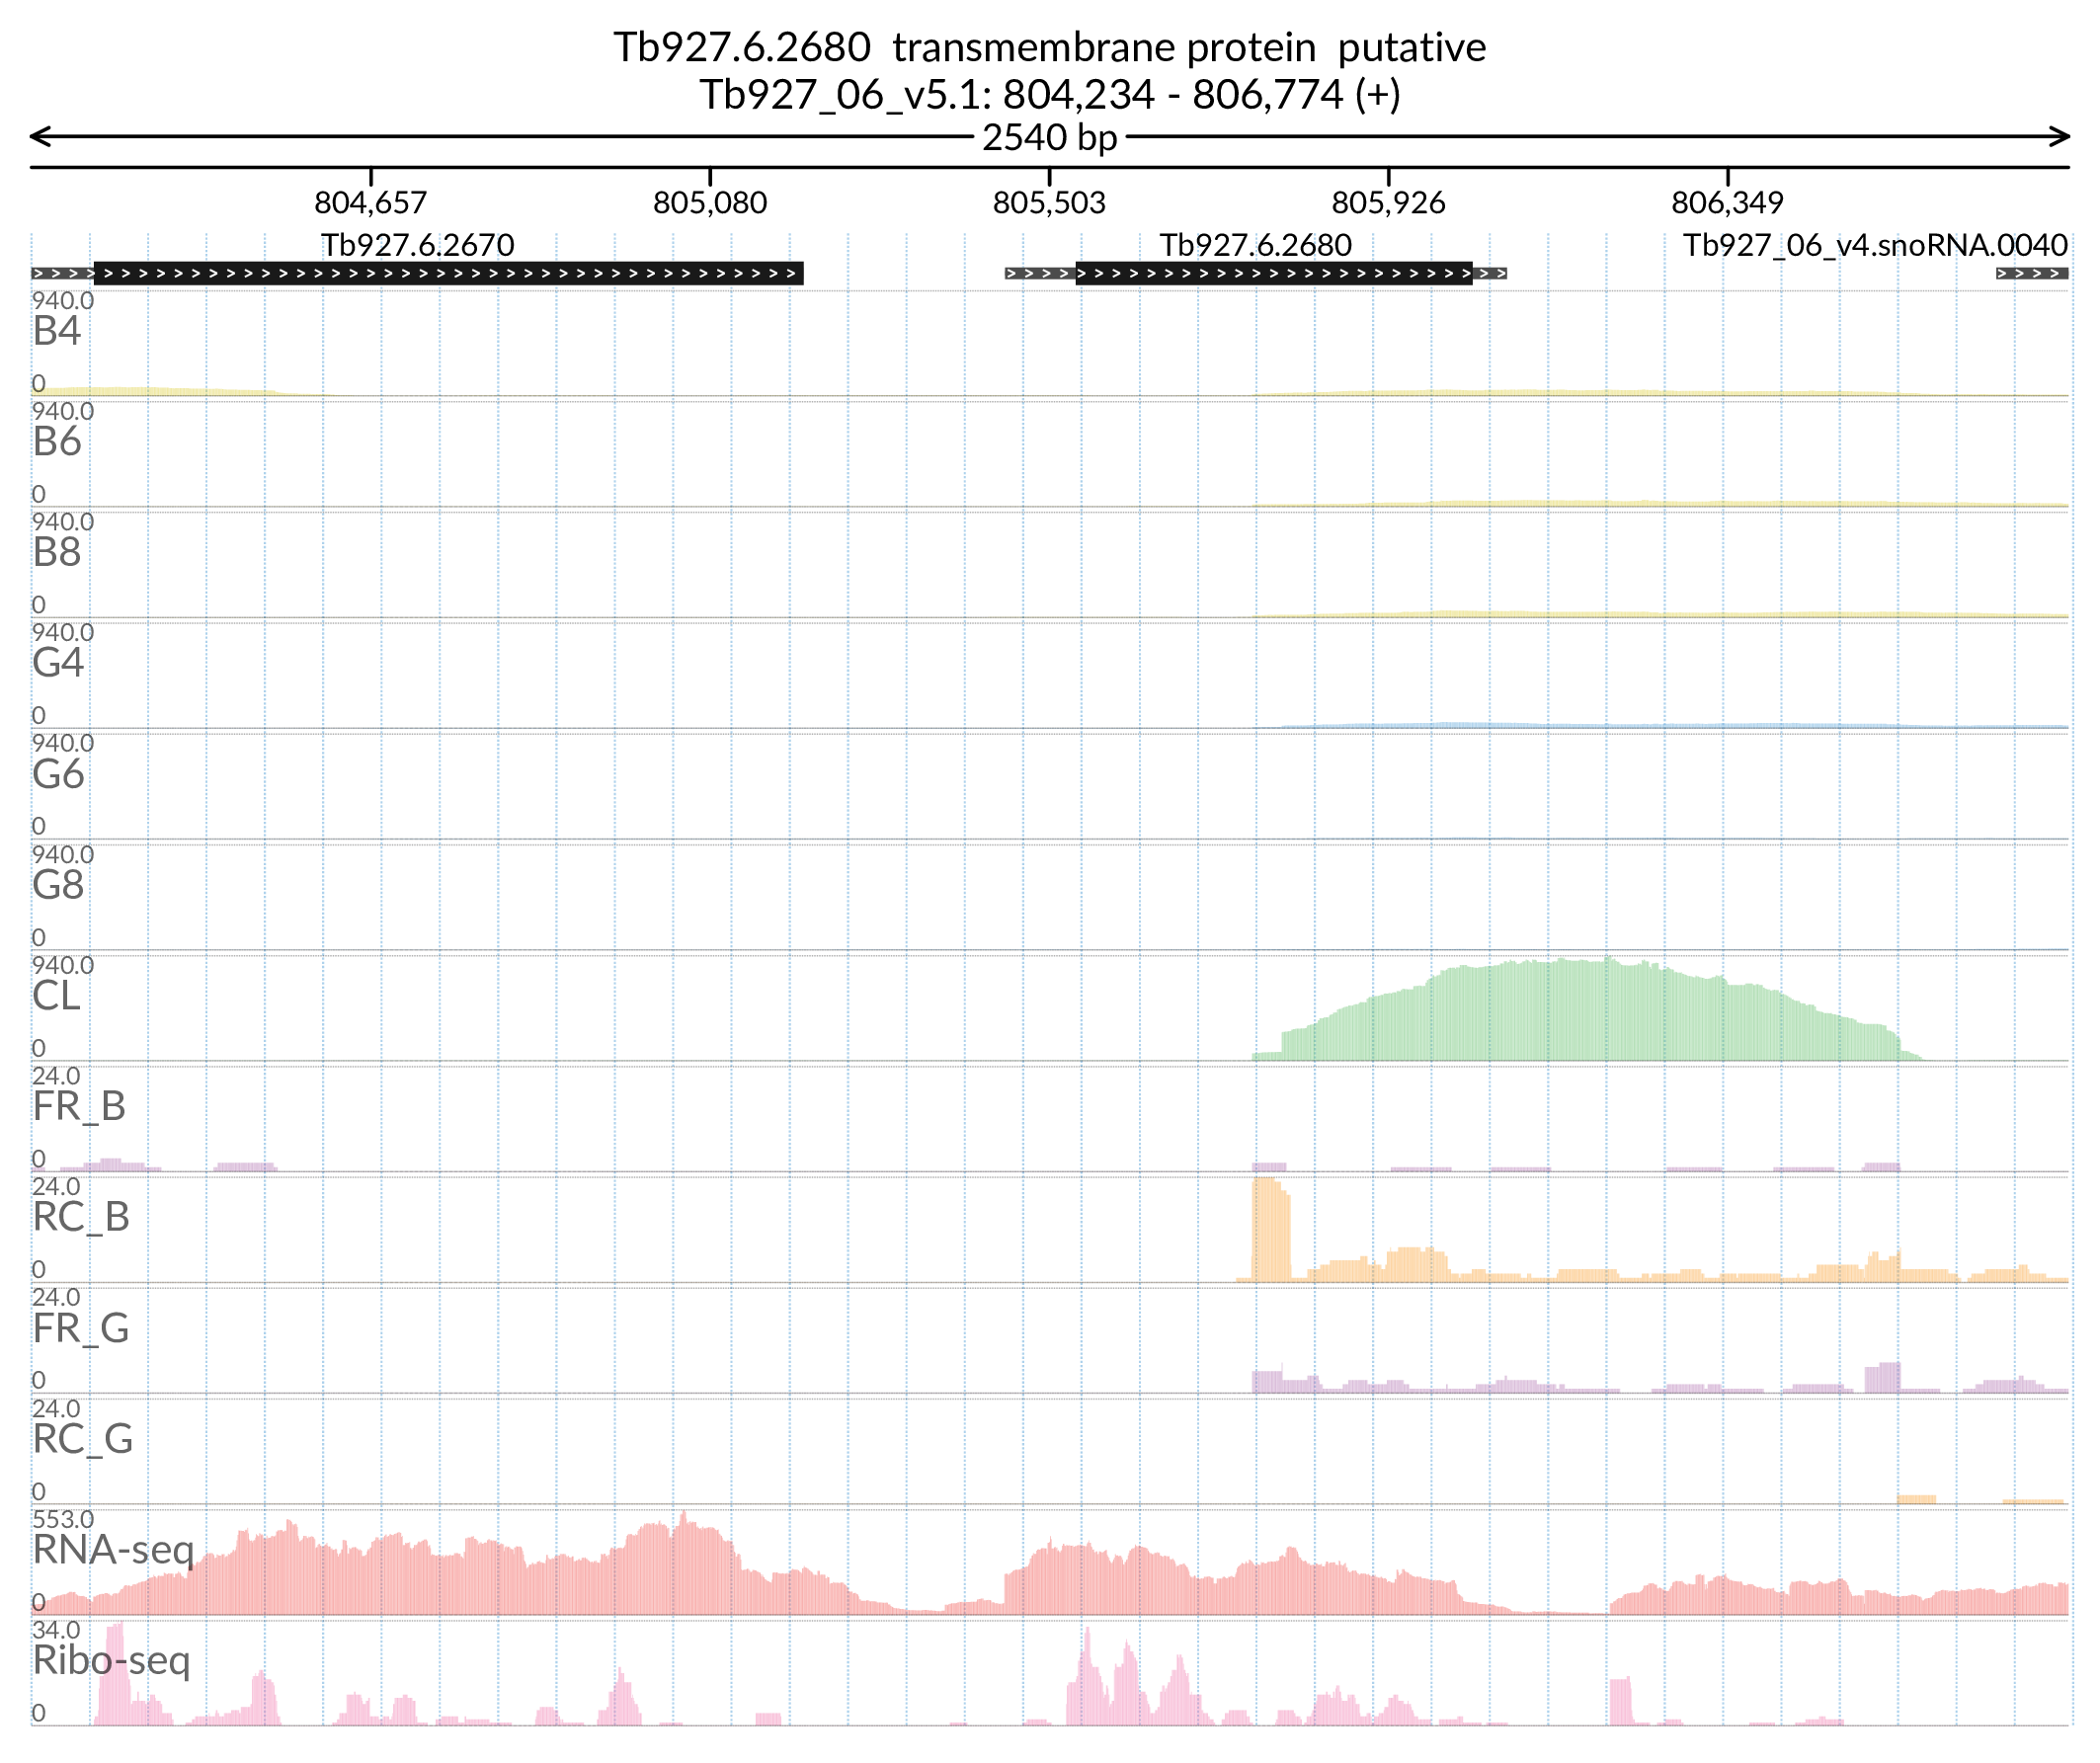 Tb927.6.2680 transmembrane protein putative
Tb927_06_v5.1: 804,234 - 806,774 (+)
2540 bp
804,657 805,080 805,503 805,926 806,349
Tb927.6.2670 Tb927.6.2680 Tb927_06_v4.snoRNA.0040
940.0
B4
0
940.0
B6
0
940.0
B8
0
940.0
G4
0
940.0
G6
0
940.0
G8
0
940.0
CL
0
24.0
FR_B
0
24.0
RC_B
0
24.0
FR_G
0
24.0
RC_G
0
553.0
RNA-seq
0
34.0
Ribo-seq
0